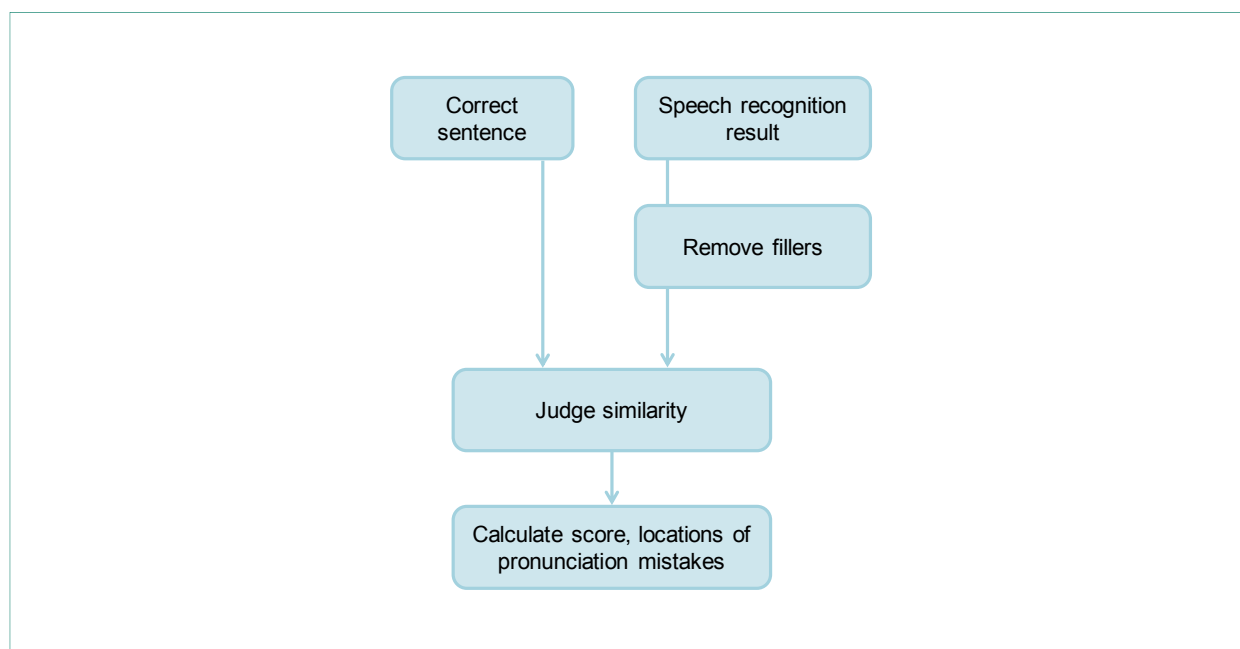 Correct
sentence
Speech recognition
result
Remove fillers
Judge similarity
Calculate score, locations of
pronunciation mistakes